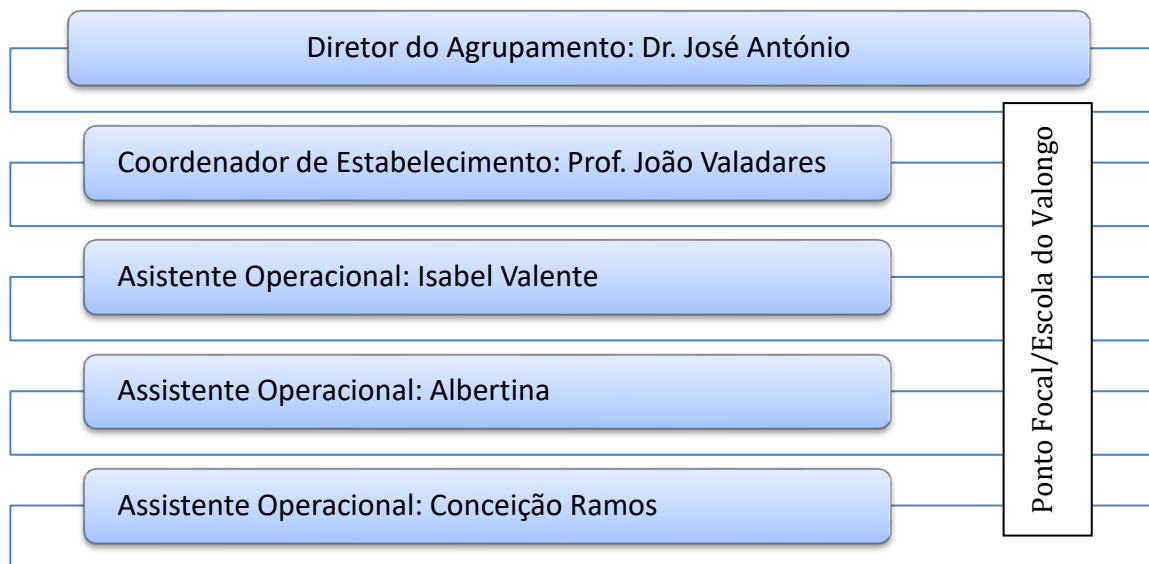 Diretor do Agrupamento: Dr. José António
Coordenador de Estabelecimento: Prof. João Valadares
Asistente Operacional: Isabel Valente
Assistente Operacional: Albertina
Assistente Operacional: Conceição Ramos
Ponto Focal/Escola do Valongo